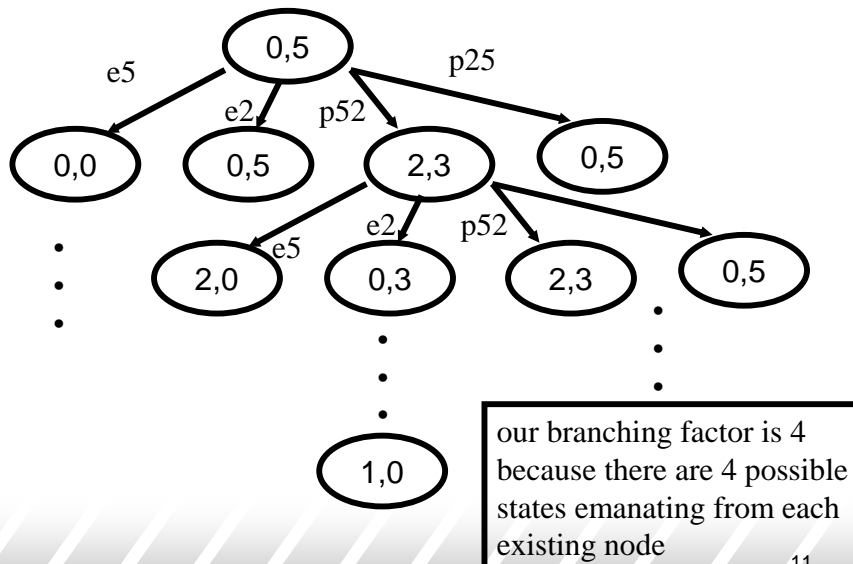 0,5
e5
e2
p52
p25
0,0
0,5
2,3
0,5
e5
e2
p52
2,0
0,3
2,3
0,5
1,0
our branching factor is 4
because there are 4 possible
states emanating from each
existing node
11